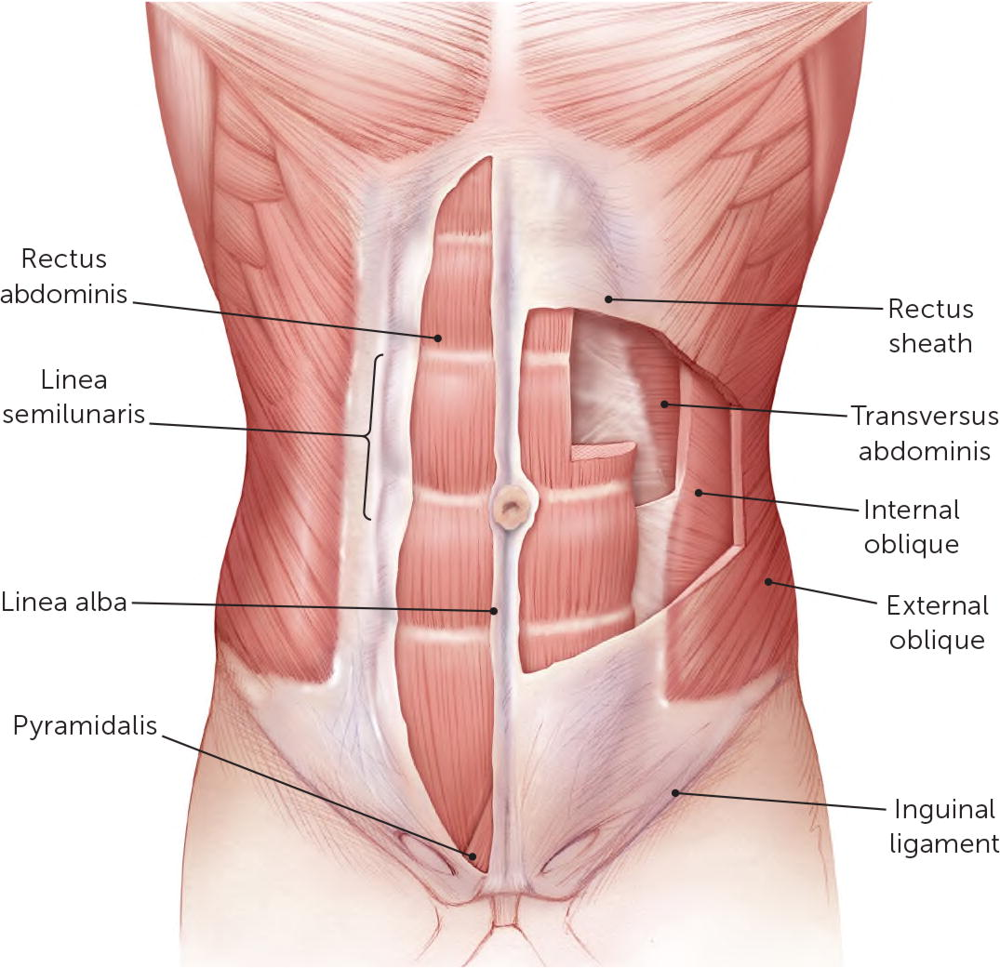 Rectus
abdominis
Linea
semilunaris
Linea alba
Pyramidalis
Rectus
sheath
Transversus
abdominis
Internal
oblique
External
oblique
Inguinal
ligament